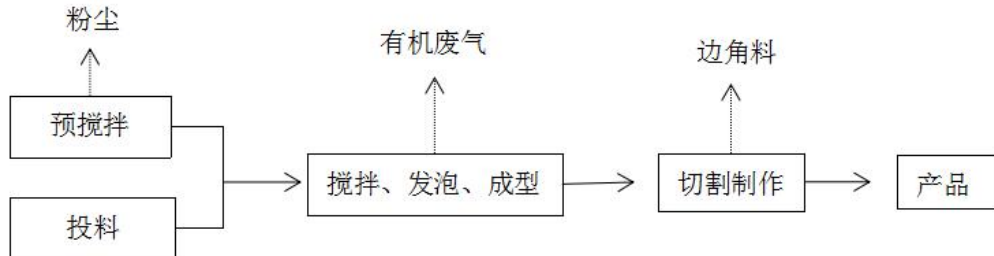 粉尘
有机废气
边角料
预搅拌
搅拌、发泡、成型
切割制作
产品
投料